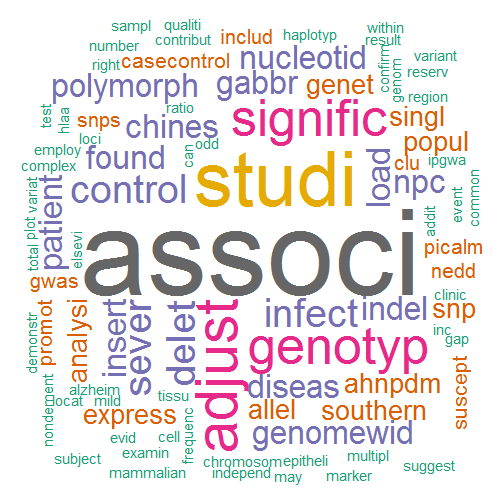 sampl qualiti
number contribut includ haplotyp within
right casecontrol nucleotid confirm result
polymorph gabbr genet genom variant
reserv
test hlaa snps chines ratio signific singl region
loci odd popul
employ found can studi load clu ipgwa
complex control npc event common
total plot variat patient elsevi associ addit
gwas picalm
nedd
demonstr promot analysi insert sever delet adjust infect indel snp clinic
inc gap
genotyp
nondement locat alzheim mild tissu diseas ahnpdm suscept
express frequenc allel southern
evid cell genomewid
subject examin chromosom epitheli multipl suggest
mammalian independ may marker